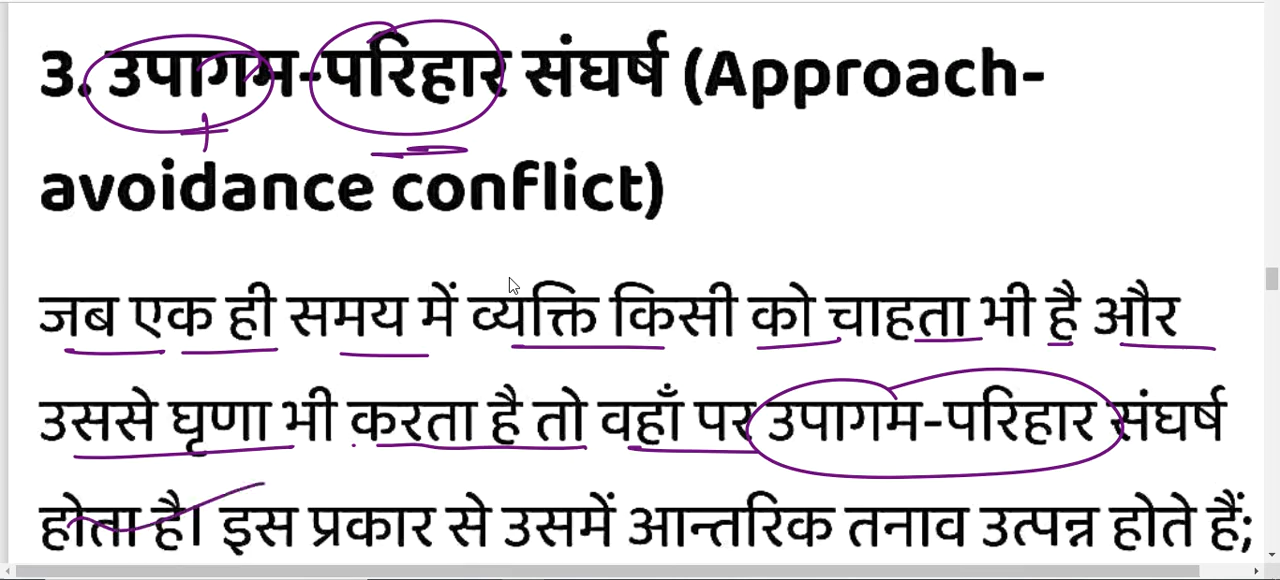 3. उपागम-परिहार संघर्ष (Approach-
avoidance conflict)
जब एक ही समय में व्यक्ति किसी को चाहता भी है और
उससे घृणा भी करता है तो वहाँ पर उपागम-परिहार संघर्ष
होता है। इस प्रकार से उसमें आन्तरिक तनाव उत्पन्न होते हैं;